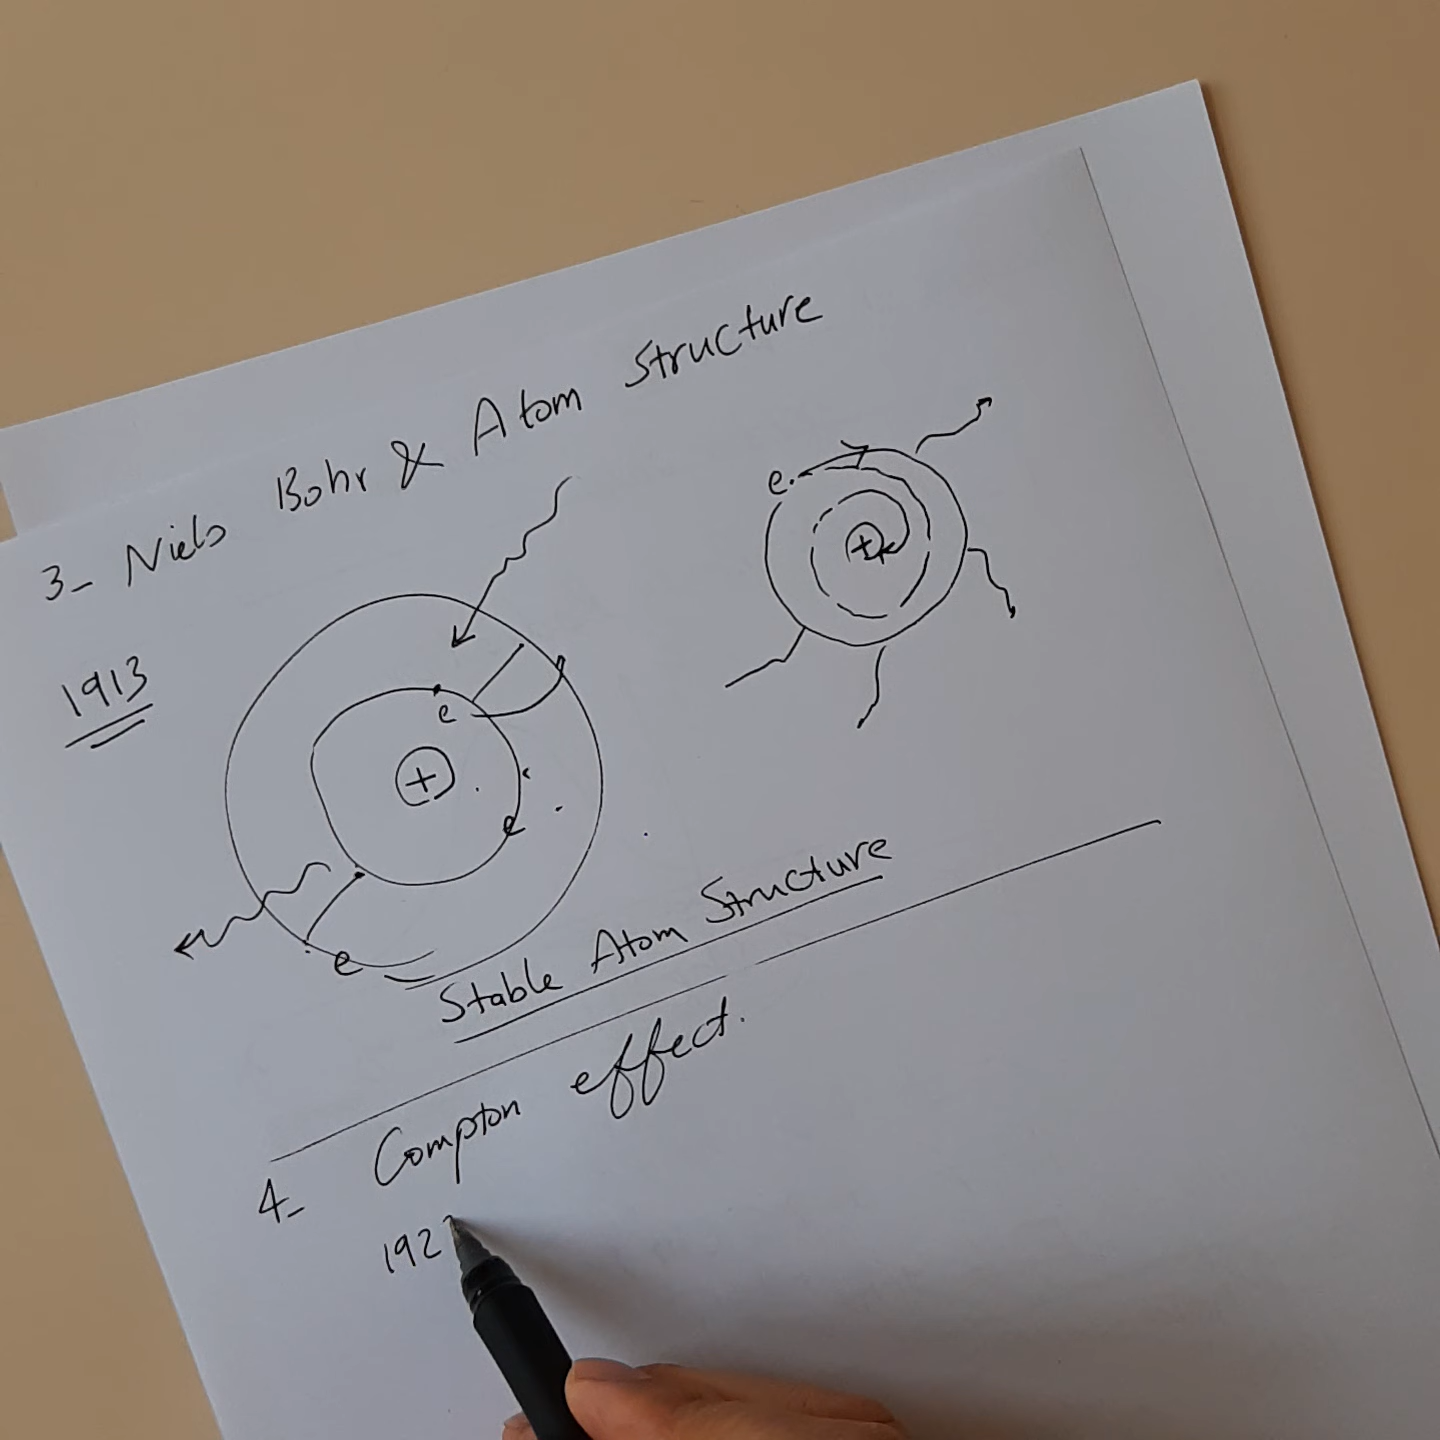 3- Niels Bohr & Atom Structure
1913
e.
+
e
+
e
e
Stable Atom Structure
4- Compton effect.
192